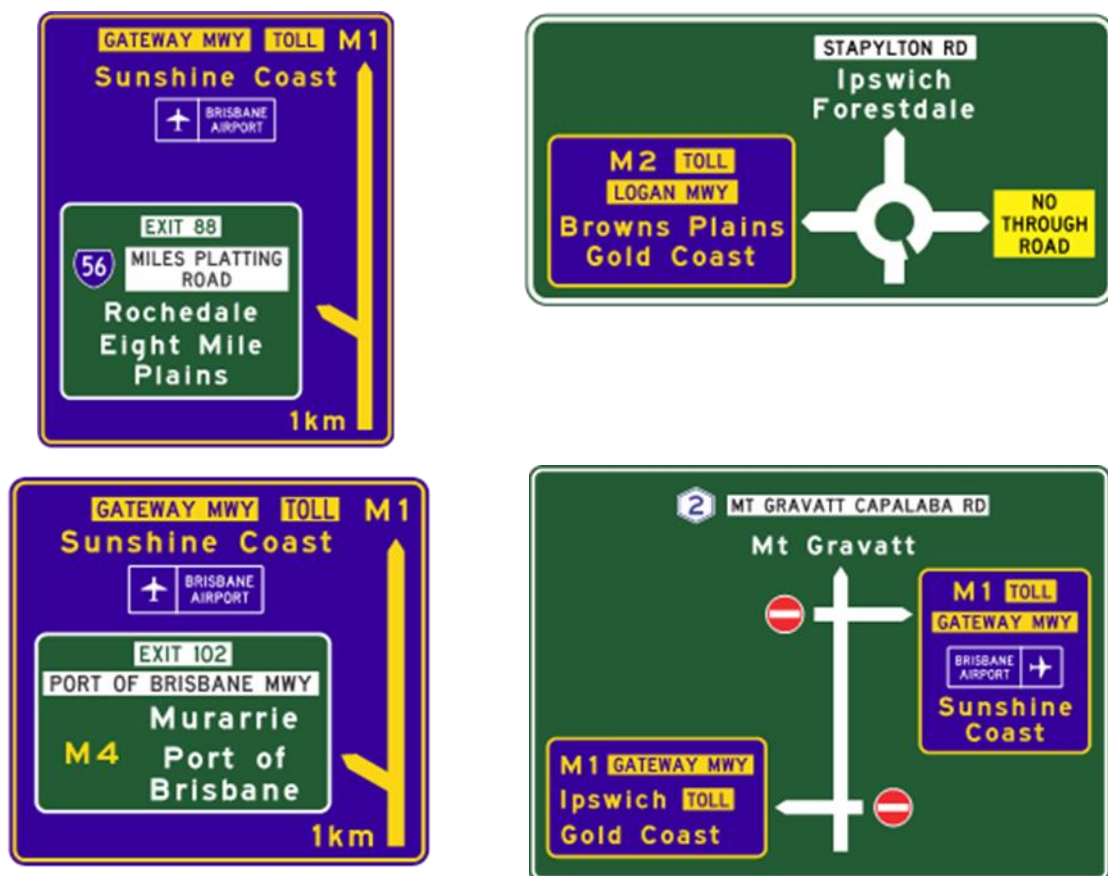 GATEWAY MWY TOLL M1
Sunshine Coast
BRISBANE
AIRPORT
EXIT 88
56 MILES PLATTING
ROAD
Rochedale
Eight Mile
Plains
1km
STAPYLTON RD
Ipswich
Forestdale
M2 TOLL
LOGAN MWY
Browns Plains
Gold Coast
NO
THROUGH
ROAD
GATEWAY MWY TOLL M1
Sunshine Coast
BRISBANE
AIRPORT
EXIT 102
PORT OF BRISBANE MWY
Murarrie
M4 Port of
Brisbane
1km
2 MT GRAVATT CAPALABA RD
Mt Gravatt
M1 TOLL
GATEWAY MWY
BRISBANE
AIRPORT
Sunshine
Coast
M1 GATEWAY MWY
Ipswich TOLL
Gold Coast